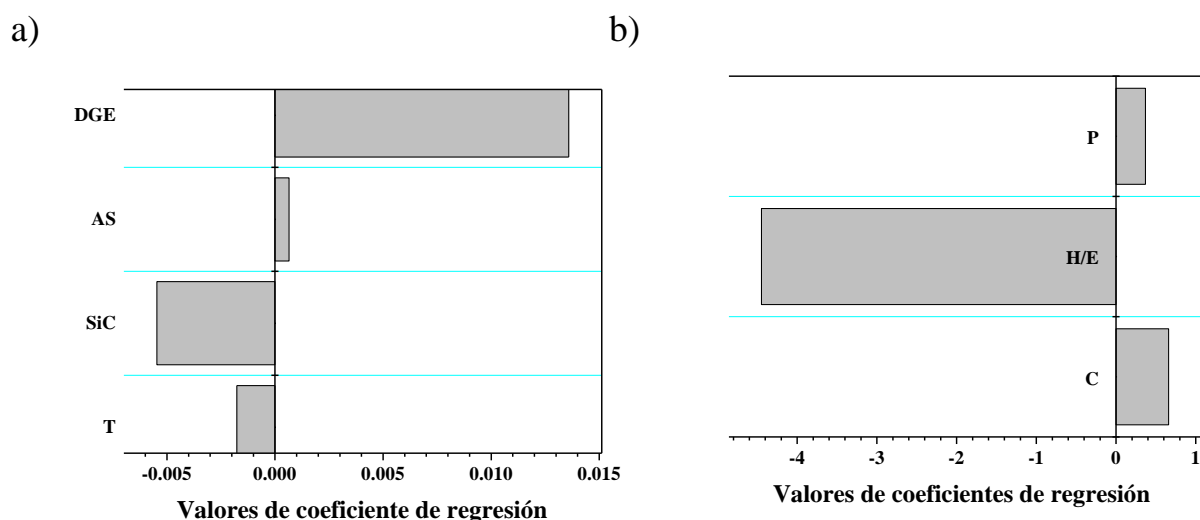 a)
DGE
AS
SiC
T
-0.005 0.000 0.005 0.010 0.015
Valores de coeficiente de regresión
b)
P
H/E
C
-4 -3 -2 -1 0 1
Valores de coeficientes de regresión